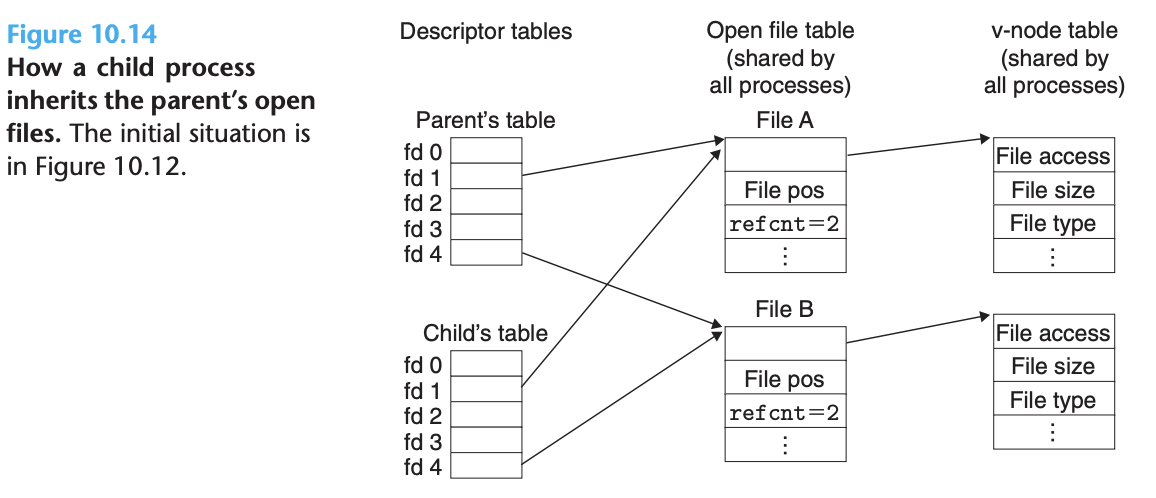 Figure 10.14
How a child process
inherits the parent's open
files. The initial situation is
in Figure 10.12.
Descriptor tables
Open file table
(shared by
all processes)
v-node table
(shared by
all processes)
Parent's table
fd 0
fd 1
fd 2
fd 3
fd 4
Child's table
fd 0
fd 1
fd 2
fd 3
fd 4
File A
File pos
refcnt=2
⋮
File B
File pos
refcnt=2
⋮
File access
File size
File type
⋮
File access
File size
File type
⋮